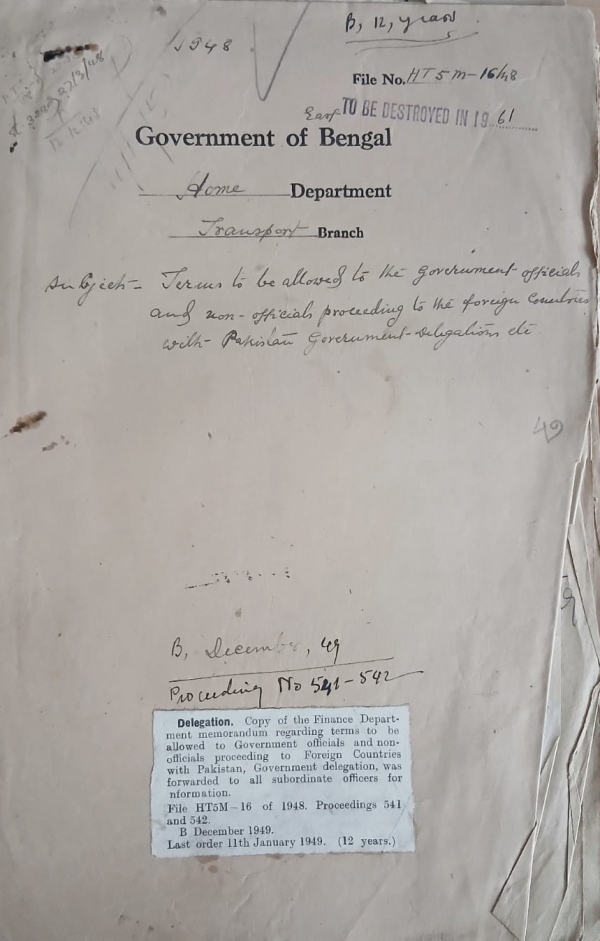 B, 12, years
1948
File No. HT5M-16/48
TO BE DESTROYED IN 19 61
East
Government of Bengal
Home Department
Transport Branch
Subject - Terms to be allowed to the Government officials
and non-officials proceeding to the foreign Countries
with Pakistan Government-Delegations etc
49
B, December, 49
Proceeding No 541-542
Delegation. Copy of the Finance Depart-
ment memorandum regarding terms to be
allowed to Government officials and non-
officials proceeding to Foreign Countries
with Pakistan, Government delegation, was
forwarded to all subordinate officers for
nformation.
File HT5M-16 of 1948. Proceedings 541
and 542.
B December 1949.
Last order 11th January 1949. (12 years.)